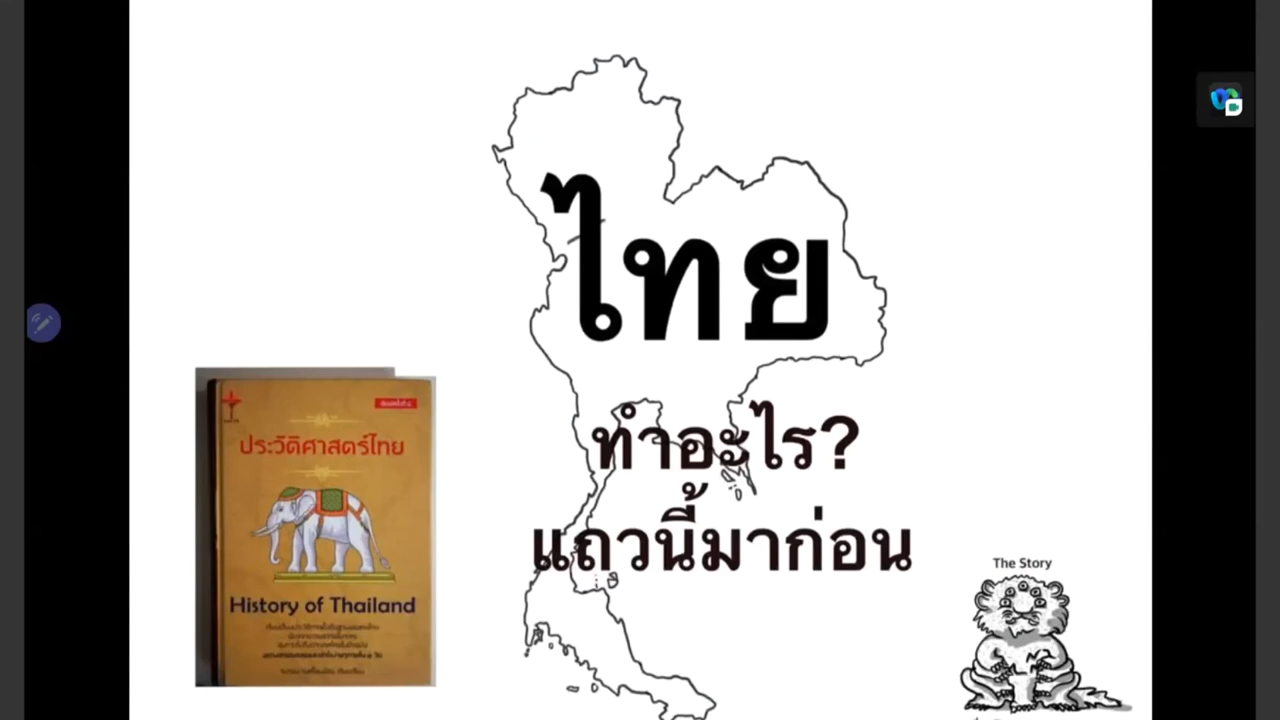 ไทย
ทำอะไร?
แถวนี้มาก่อน
ประวัติศาสตร์ไทย
History of Thailand
The Story